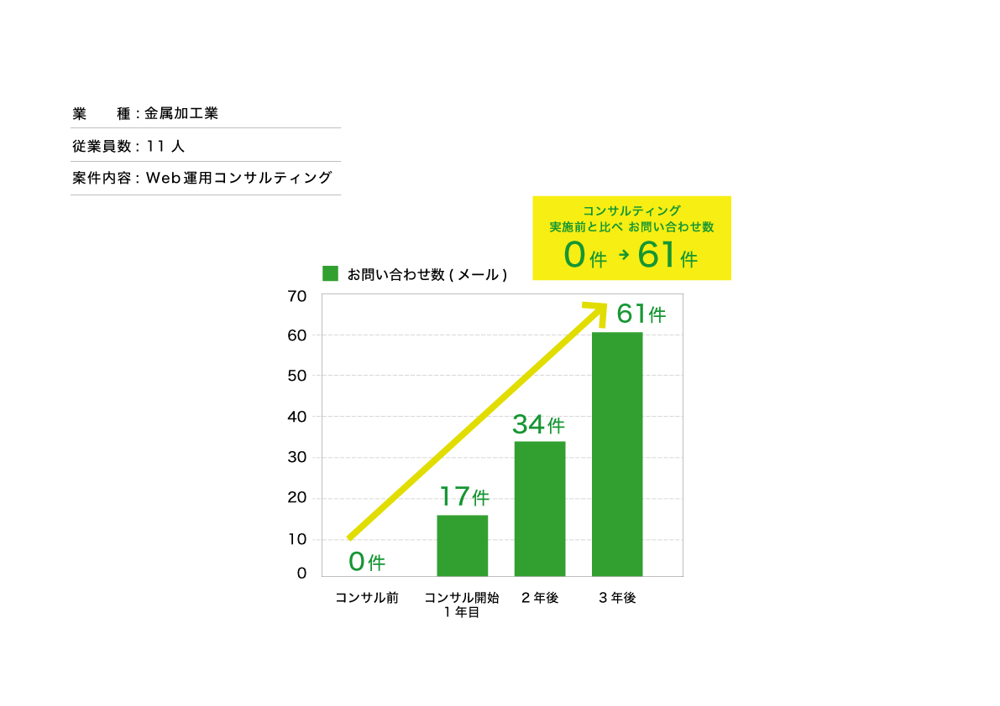 業　　種 : 金属加工業
従業員数 : 11 人
案件内容 : Web運用コンサルティング
コンサルティング
実施前と比べ お問い合わせ数
0件 → 61件
お問い合わせ数 ( メール )
70
60
50
40
30
20
10
0
0件
17件
34件
61件
コンサル前
コンサル開始
1 年目
2 年後
3 年後